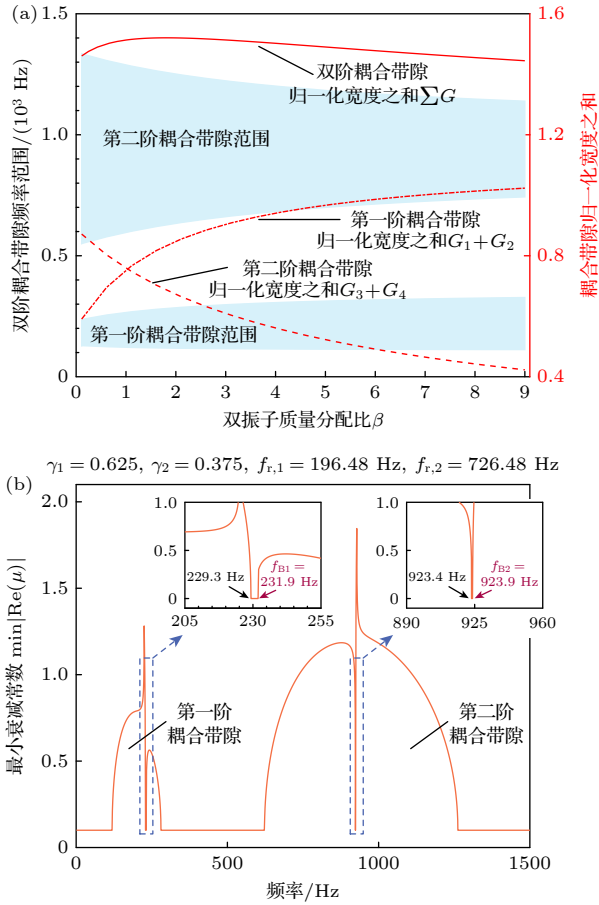 (a)
双阶耦合带隙频率范围/(10³ Hz)
1.5
1.0
0.5
0
耦合带隙归一化宽度之和
1.6
1.2
0.8
0.4
双阶耦合带隙
归一化宽度之和∑G
第二阶耦合带隙范围
第一阶耦合带隙
归一化宽度之和G₁+G₂
第二阶耦合带隙
归一化宽度之和G₃+G₄
第一阶耦合带隙范围
0 1 2 3 4 5 6 7 8 9
双振子质量分配比β
γ₁ = 0.625, γ₂ = 0.375, f_r,1 = 196.48 Hz, f_r,2 = 726.48 Hz
(b)
最小衰减常数 min|Re(μ)|
2.0
1.5
1.0
0.5
0
1.0
0.5
0
229.3 Hz
f_B1 =
231.9 Hz
205 230 255
1.0
0.5
0
923.4 Hz
f_B2 =
923.9 Hz
890 925 960
第一阶
耦合带隙
第二阶
耦合带隙
0 500 1000 1500
频率/Hz